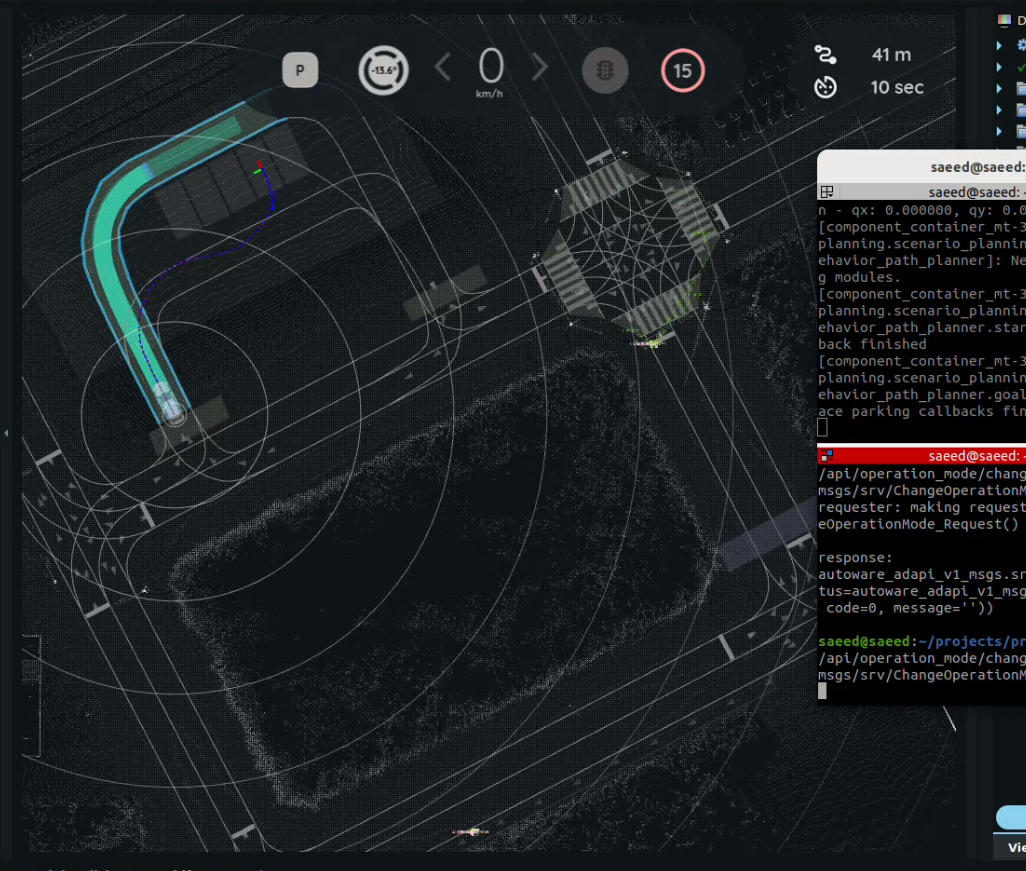 P
-13.6°
0
km/h
15
41 m
10 sec
D
saeed@saeed:
saeed@saeed: -
n - qx: 0.000000, qy: 0.0
[component_container_mt-3
planning.scenario_plannin
ehavior_path_planner]: Ne
g modules.
[component_container_mt-3
planning.scenario_plannin
ehavior_path_planner.star
back finished
[component_container_mt-3
planning.scenario_plannin
ehavior_path_planner.goal
ace parking callbacks fin
saeed@saeed: -
/api/operation_mode/chang
msgs/srv/ChangeOperationM
requester: making request
eOperationMode_Request()
response:
autoware_adapi_v1_msgs.sr
tus=autoware_adapi_v1_msg
code=0, message=''))
saeed@saeed:~/projects/pr
/api/operation_mode/chang
msgs/srv/ChangeOperationM
Vie